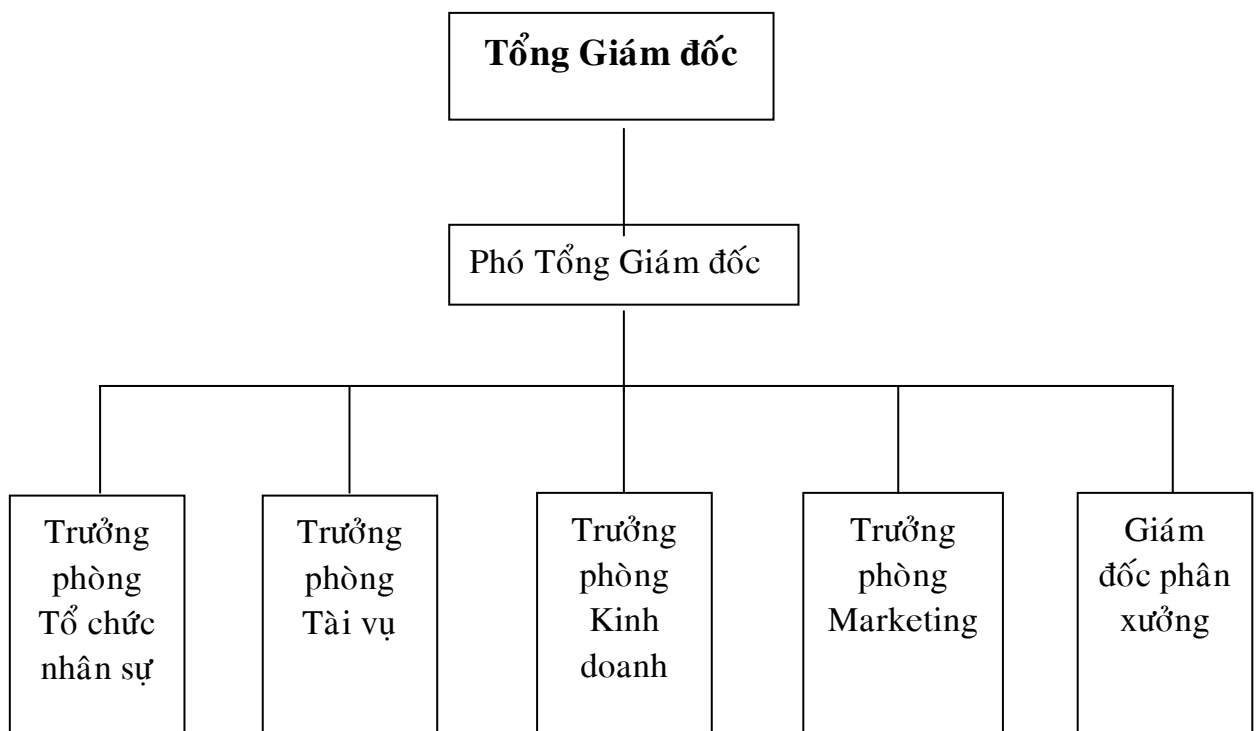 Tổng Giám đốc
Phó Tổng Giám đốc
Trưởng
phòng
Tổ chức
nhân sự
Trưởng
phòng
Tài vụ
Trưởng
phòng
Kinh
doanh
Trưởng
phòng
Marketing
Giám
đốc phân
xưởng